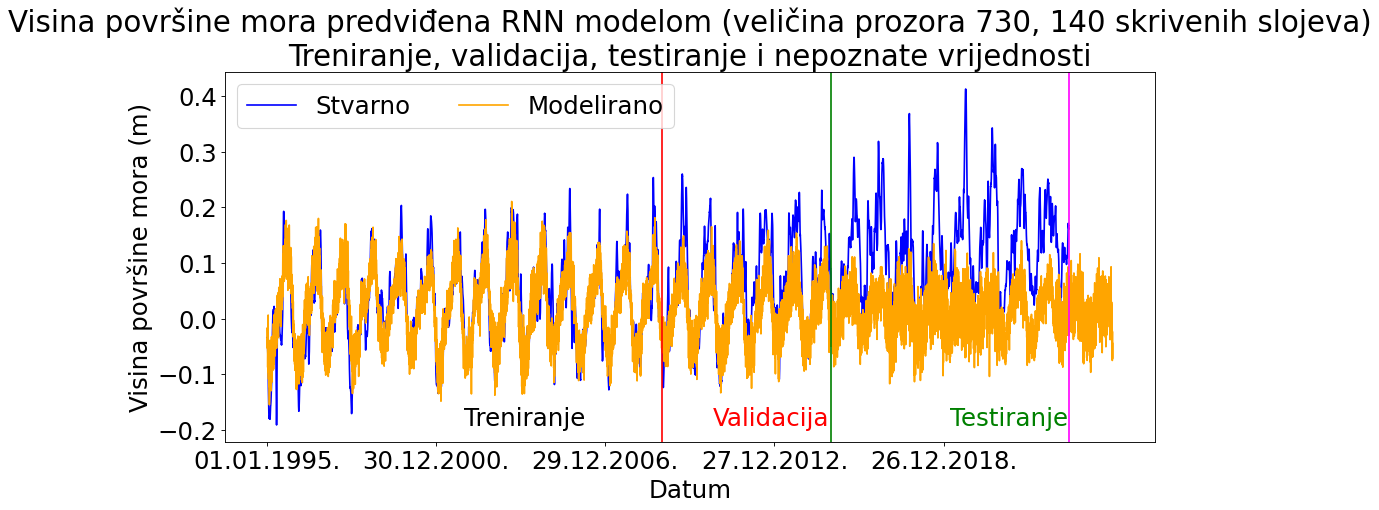 Visina površine mora predviđena RNN modelom (veličina prozora 730, 140 skrivenih slojeva)
Treniranje, validacija, testiranje i nepoznate vrijednosti
Stvarno Modelirano
Visina površine mora (m)
0.4
0.3
0.2
0.1
0.0
−0.1
−0.2
Treniranje Validacija Testiranje
01.01.1995. 30.12.2000. 29.12.2006. 27.12.2012. 26.12.2018.
Datum